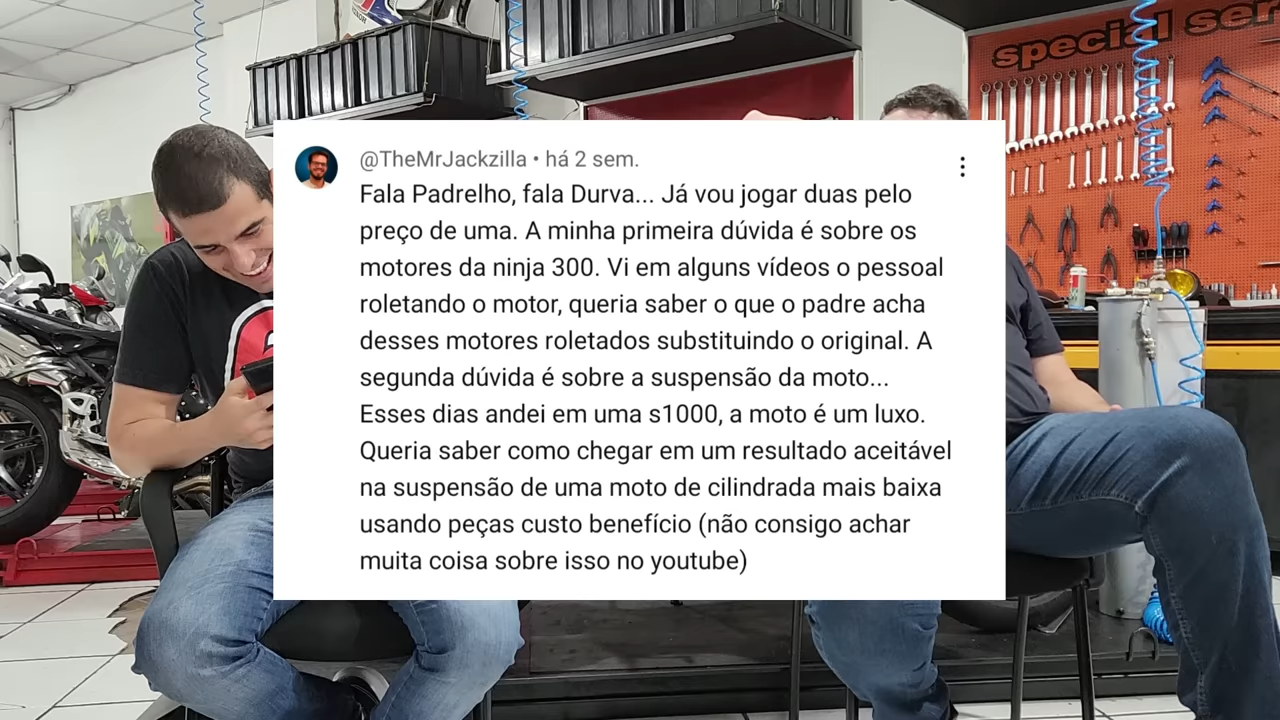 special ser
@TheMrJackzilla • há 2 sem.
Fala Padrelho, fala Durva... Já vou jogar duas pelo
preço de uma. A minha primeira dúvida é sobre os
motores da ninja 300. Vi em alguns vídeos o pessoal
roletando o motor, queria saber o que o padre acha
desses motores roletados substituindo o original. A
segunda dúvida é sobre a suspensão da moto...
Esses dias andei em uma s1000, a moto é um luxo.
Queria saber como chegar em um resultado aceitável
na suspensão de uma moto de cilindrada mais baixa
usando peças custo benefício (não consigo achar
muita coisa sobre isso no youtube)